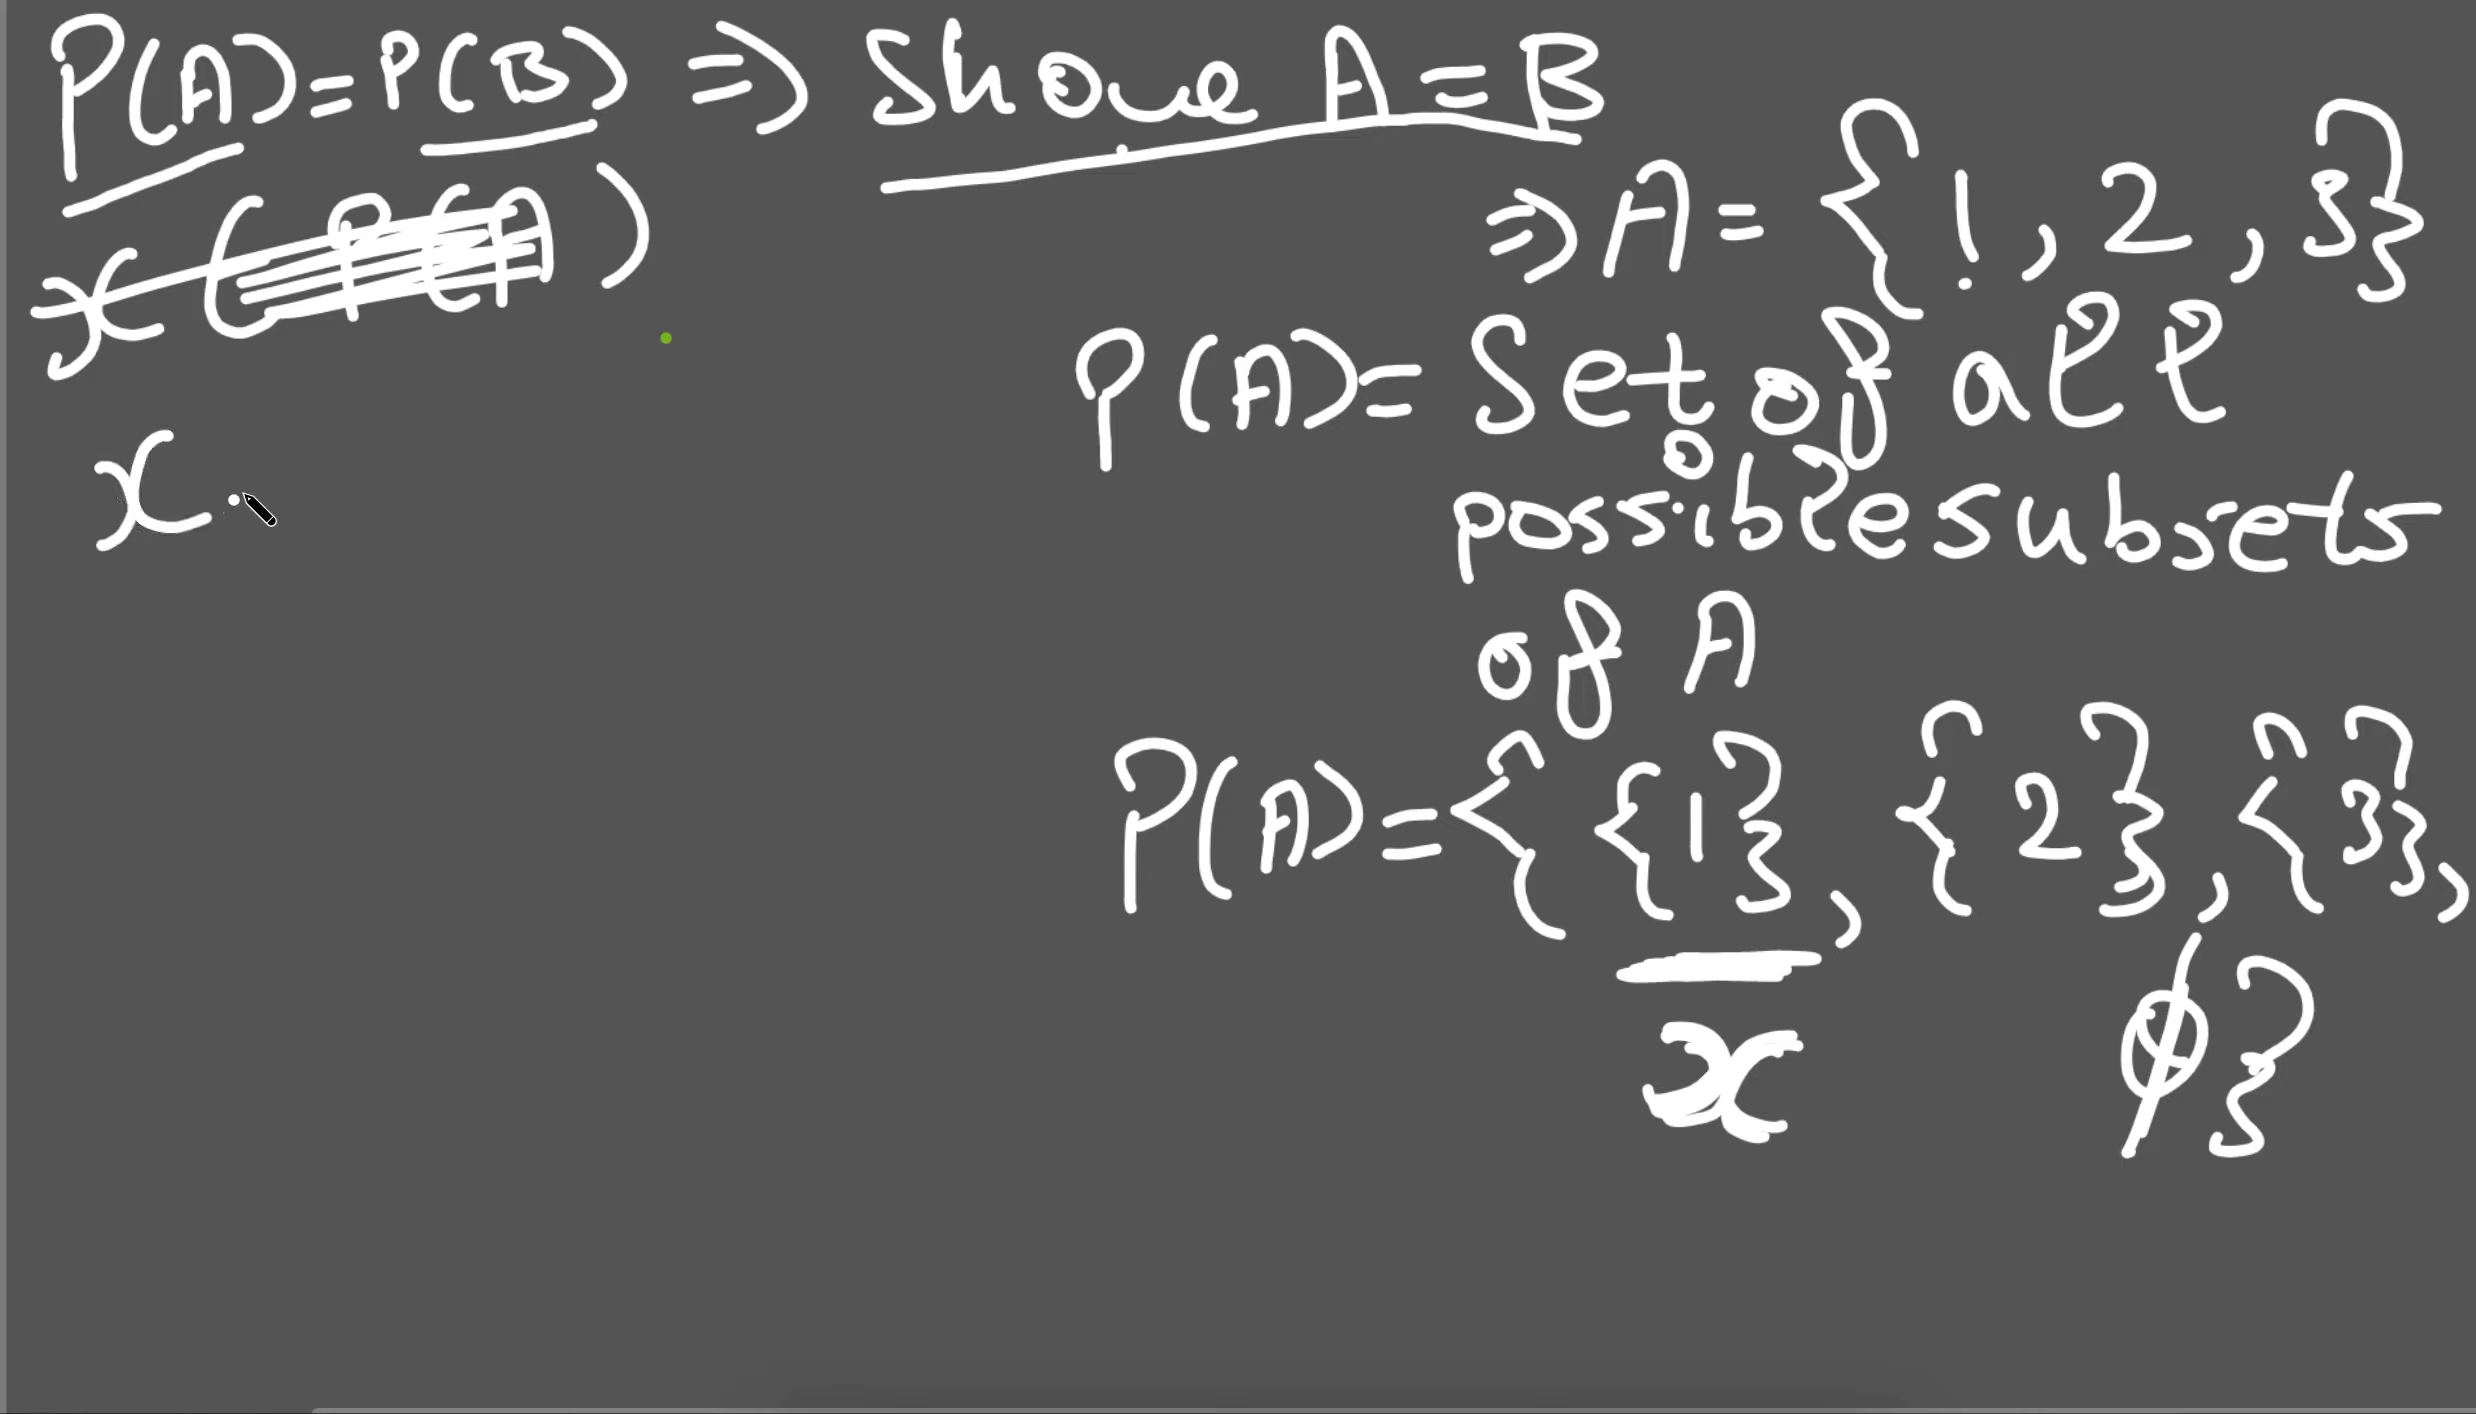 P(A)=P(B) ⇒ Show A=B
x
⇒ A = {1, 2, 3}
P(A)= Set of all
possible subsets
of A
x
P(A)={ {1}, {2}, {3},
ϕ}
x